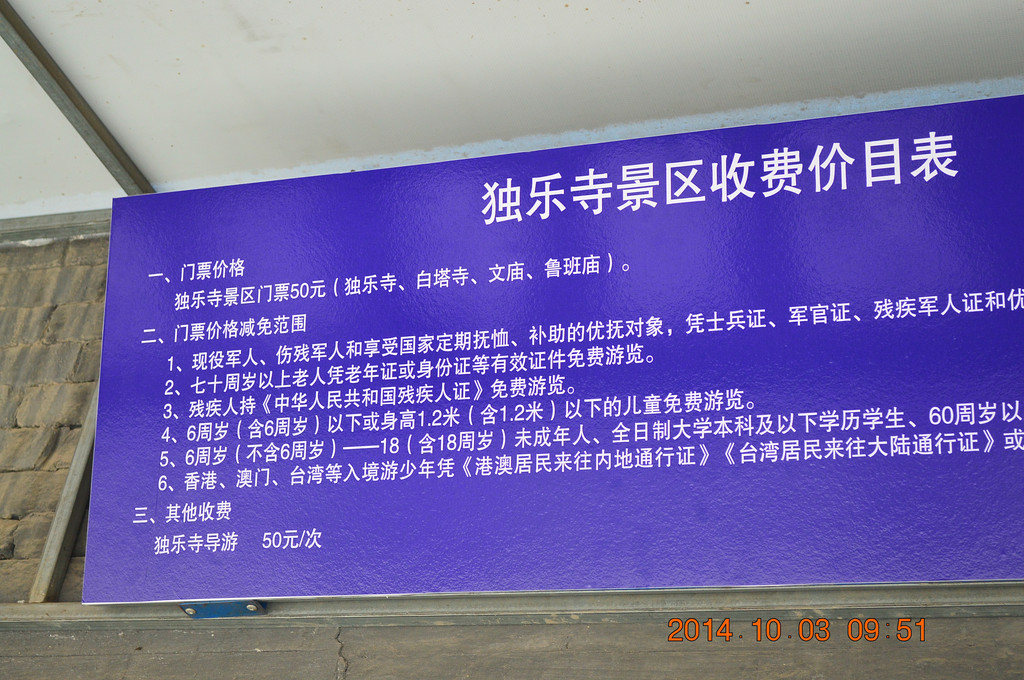 独乐寺景区收费价目表
一、门票价格
独乐寺景区门票50元（独乐寺、白塔寺、文庙、鲁班庙）。
二、门票价格减免范围
1、现役军人、伤残军人和享受国家定期抚恤、补助的优抚对象，凭士兵证、军官证、残疾军人证和优
2、七十周岁以上老人凭老年证或身份证等有效证件免费游览。
3、残疾人持《中华人民共和国残疾人证》免费游览。
4、6周岁（含6周岁）以下或身高1.2米（含1.2米）以下的儿童免费游览。
5、6周岁（不含6周岁）——18（含18周岁）未成年人、全日制大学本科及以下学历学生、60周岁以
6、香港、澳门、台湾等入境游少年凭《港澳居民来往内地通行证》《台湾居民来往大陆通行证》或
三、其他收费
独乐寺导游 50元/次
2014.10.03 09:51